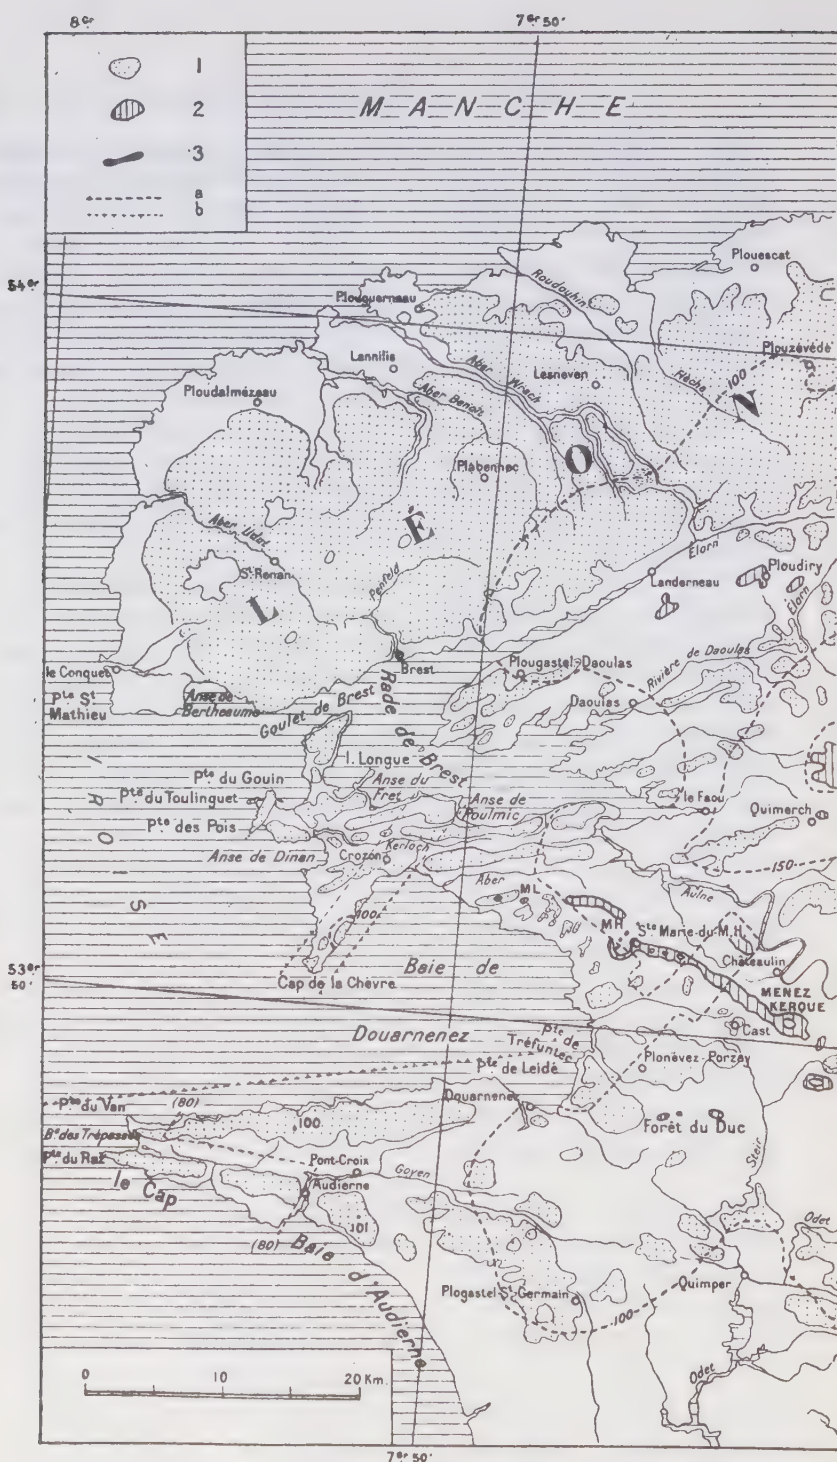 8 gr
7 gr 50'
1
2
3
a
b
MANCHE
Plouescat
54 gr
Roudouhir
Plouguerneau
Plouzévédé
Lannilis
Aber Wrach
Lesneven
Flèche
100
Aber Benoit
Ploudalmézeau
N
O
Plabennec
É
Aber Ildut
St Renan
Penfeld
Élorn
Landerneau
Ploudiry
Élorn
L
Brest
le Conquet
Plougastel-Daoulas
Rivière de Daoulas
Pte St
Mathieu
Anse de
Bertheaume
Goulet de Brest
Rade de Brest
Daoulas
I. Longue
Pte du Gouin
Anse du
Fret
Pte du Toulinguet
Anse de
Poulmic
le Faou
Quimerch
Pte des Pois
Kerloch
Anse de Dinan
Crozon
150
IROISE
Aber
ML
Aulne
100
MH
Ste Marie-du-M.H.
Châteaulin
53 gr
50'
Baie de
Cap de la Chèvre
MENEZ
KERQUE
Cast
Douarnenez
Pte de
Tréfuntec
Pte de Leidé
Plonévez-Porzay
Pte du Van
(80)
Douarnenez
100
Forêt du Duc
Be des Trépassés
Pte du Raz
Pont-Croix
Goyen
Steir
le Cap
Audierne
101
(80)
Odet
Baie d'Audierne
Quimper
Plogastel-St Germain
100
Odet
0
10
20 Km.
7 gr 50'